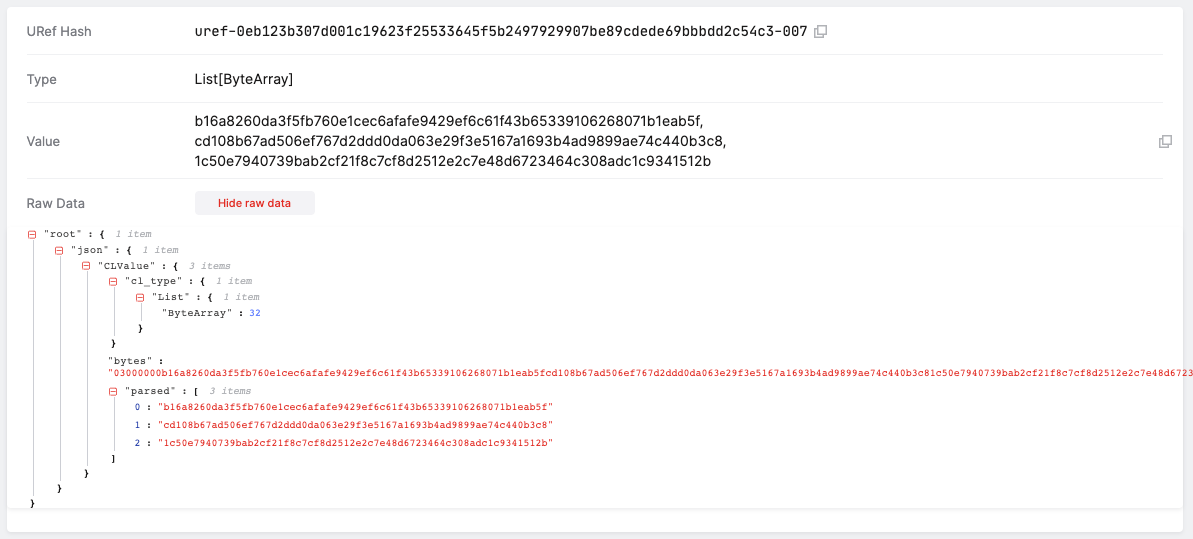 URef Hash uref-0eb123b307d001c19623f25533645f5b2497929907be89cdede69bbbdd2c54c3-007
Type List[ByteArray]
b16a8260da3f5fb760e1cec6afafe9429ef6c61f43b65339106268071b1eab5f,
Value cd108b67ad506ef767d2ddd0da063e29f3e5167a1693b4ad9899ae74c440b3c8,
1c50e7940739bab2cf21f8c7cf8d2512e2c7e48d6723464c308adc1c9341512b
Raw Data Hide raw data
"root" : { 1 item
"json" : { 1 item
"CLValue" : { 3 items
"cl_type" : { 1 item
"List" : { 1 item
"ByteArray" : 32
}
}
"bytes" :
"03000000b16a8260da3f5fb760e1cec6afafe9429ef6c61f43b65339106268071b1eab5fcd108b67ad506ef767d2ddd0da063e29f3e5167a1693b4ad9899ae74c440b3c81c50e7940739bab2cf21f8c7cf8d2512e2c7e48d6723
"parsed" : [ 3 items
0 : "b16a8260da3f5fb760e1cec6afafe9429ef6c61f43b65339106268071b1eab5f"
1 : "cd108b67ad506ef767d2ddd0da063e29f3e5167a1693b4ad9899ae74c440b3c8"
2 : "1c50e7940739bab2cf21f8c7cf8d2512e2c7e48d6723464c308adc1c9341512b"
]
}
}
}